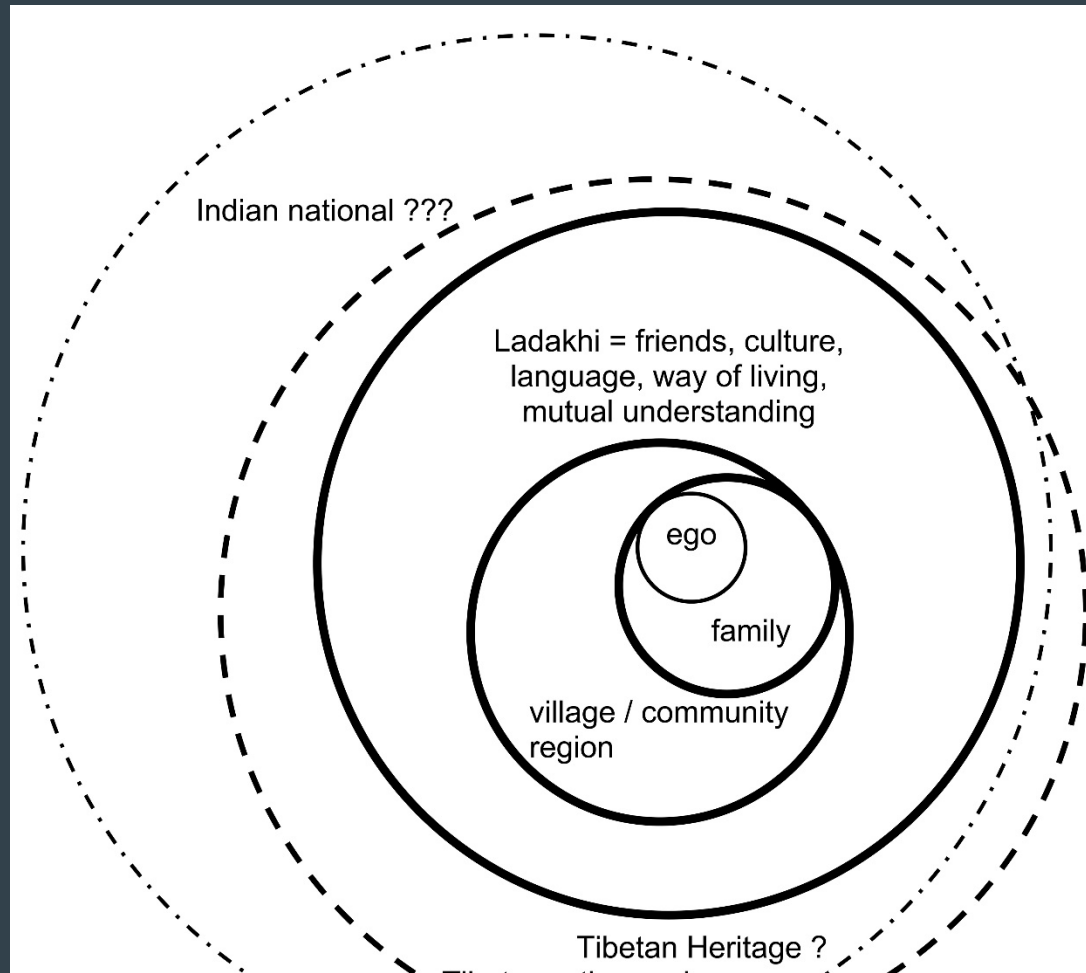 Indian national ???
Ladakhi = friends, culture,
language, way of living,
mutual understanding
ego
family
village / community
region
Tibetan Heritage ?